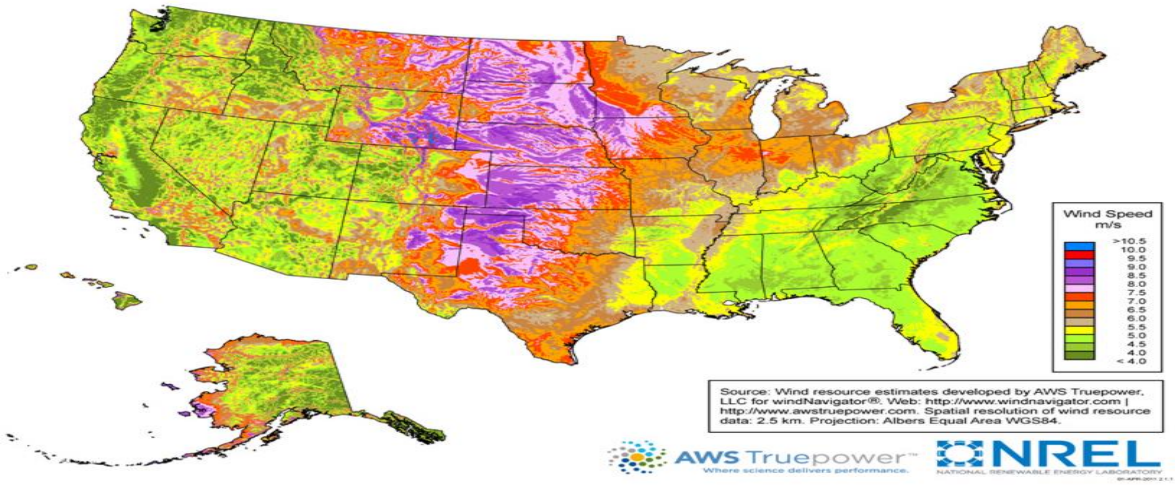 Wind Speed
m/s
>10.5
10.0
9.5
9.0
8.5
8.0
7.5
7.0
6.5
6.0
5.5
5.0
4.5
4.0
< 4.0
Source: Wind resource estimates developed by AWS Truepower,
LLC for windNavigator®. Web: http://www.windnavigator.com |
http://www.awstruepower.com. Spatial resolution of wind resource
data: 2.5 km. Projection: Albers Equal Area WGS84.
AWS Truepower™
Where science delivers performance.
NREL
NATIONAL RENEWABLE ENERGY LABORATORY